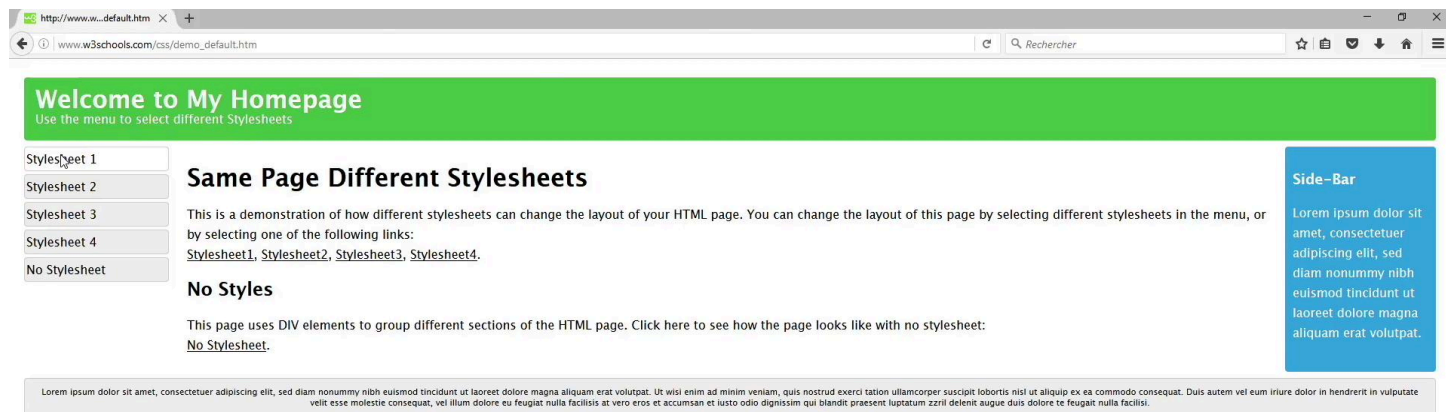 http://www.w...default.htm
www.w3schools.com/css/demo_default.htm
Rechercher
Welcome to My Homepage
Use the menu to select different Stylesheets
Stylesheet 1
Stylesheet 2
Stylesheet 3
Stylesheet 4
No Stylesheet
Same Page Different Stylesheets
This is a demonstration of how different stylesheets can change the layout of your HTML page. You can change the layout of this page by selecting different stylesheets in the menu, or
by selecting one of the following links:
Stylesheet1, Stylesheet2, Stylesheet3, Stylesheet4.
No Styles
This page uses DIV elements to group different sections of the HTML page. Click here to see how the page looks like with no stylesheet:
No Stylesheet.
Side-Bar
Lorem ipsum dolor sit
amet, consectetuer
adipiscing elit, sed
diam nonummy nibh
euismod tincidunt ut
laoreet dolore magna
aliquam erat volutpat.
Lorem ipsum dolor sit amet, consectetuer adipiscing elit, sed diam nonummy nibh euismod tincidunt ut laoreet dolore magna aliquam erat volutpat. Ut wisi enim ad minim veniam, quis nostrud exerci tation ullamcorper suscipit lobortis nisl ut aliquip ex ea commodo consequat. Duis autem vel eum iriure dolor in hendrerit in vulputate
velit esse molestie consequat, vel illum dolore eu feugiat nulla facilisis at vero eros et accumsan et iusto odio dignissim qui blandit praesent luptatum zzril delenit augue duis dolore te feugait nulla facilisi.